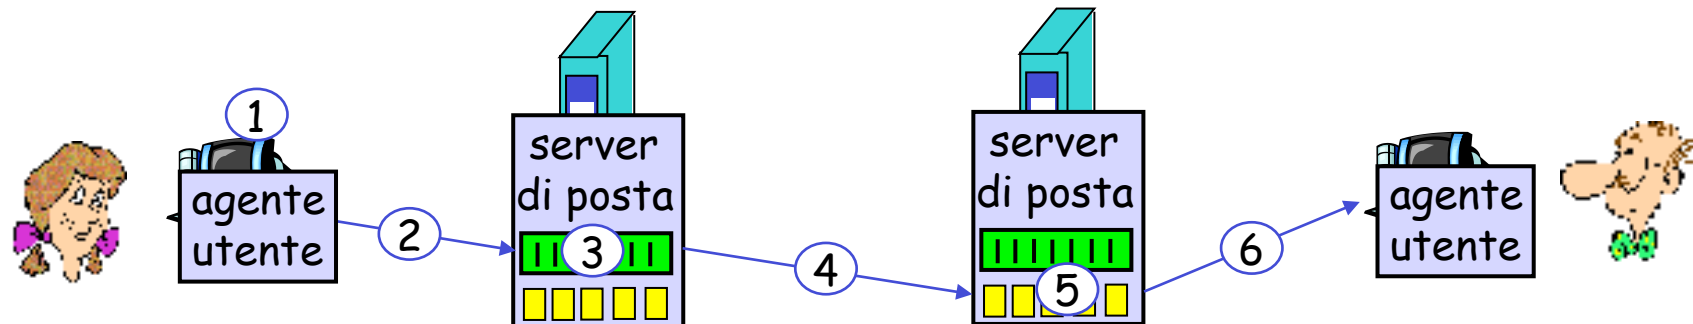 1
agente
utente
2
server
di posta
3
4
server
di posta
5
6
agente
utente